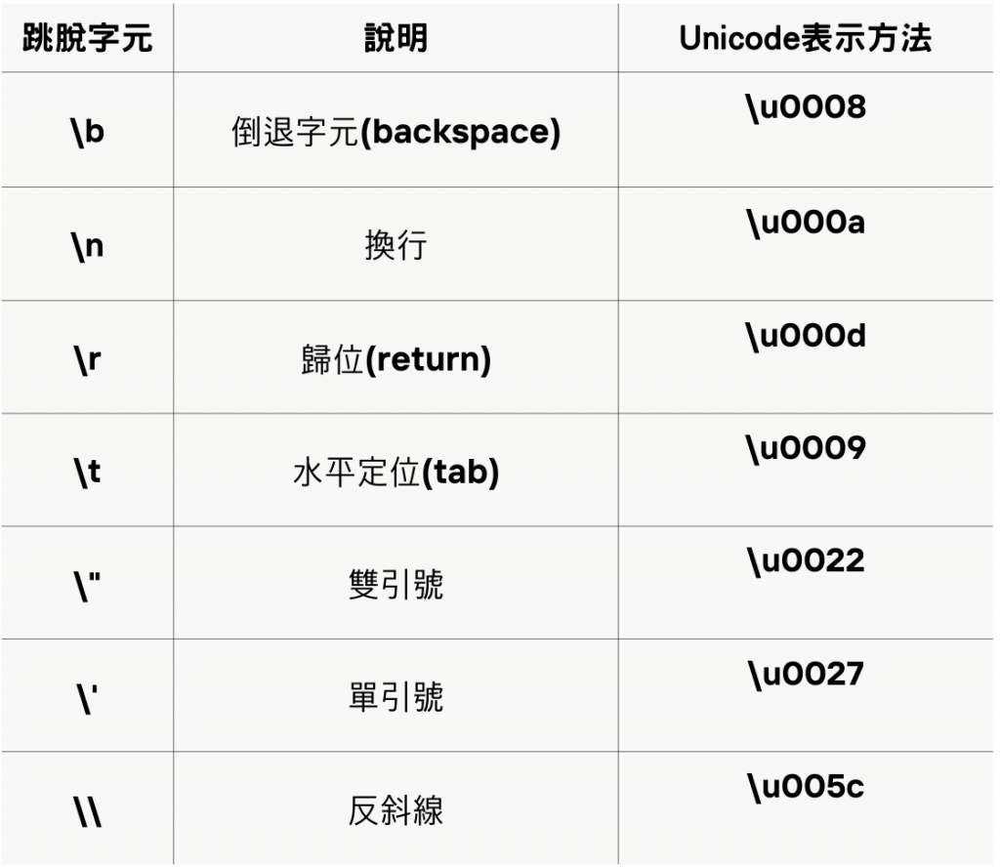 跳脫字元 說明 Unicode表示方法
\b 倒退字元(backspace) \u0008
\n 換行 \u000a
\r 歸位(return) \u000d
\t 水平定位(tab) \u0009
\" 雙引號 \u0022
\' 單引號 \u0027
\\ 反斜線 \u005c